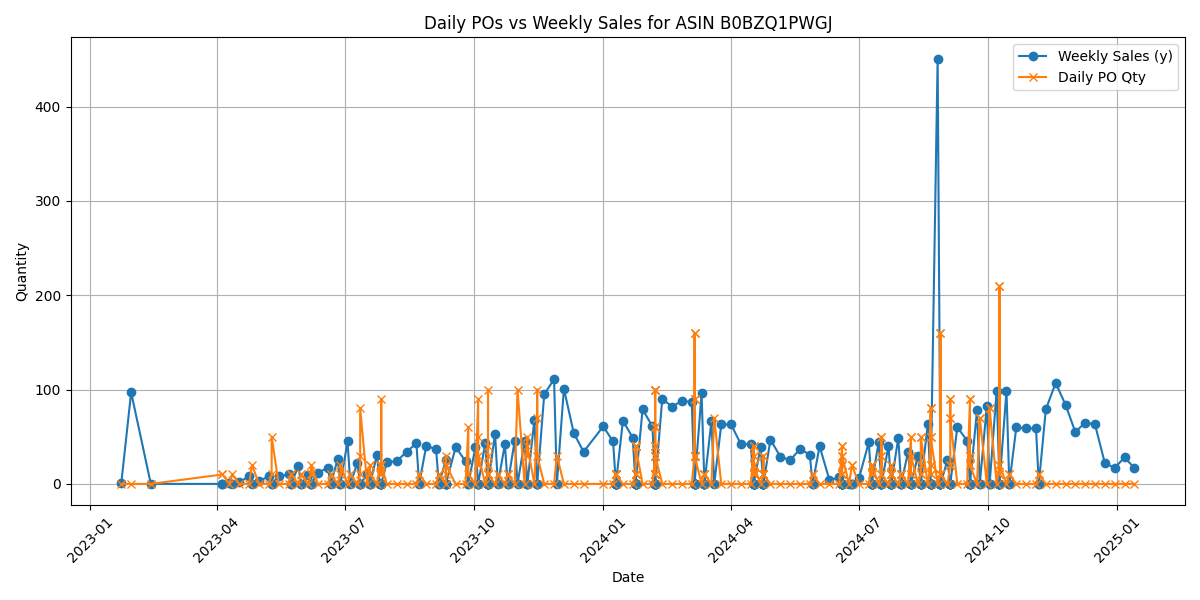 Daily POs vs Weekly Sales for ASIN B0BZQ1PWGJ
Weekly Sales (y)
Daily PO Qty
Quantity
400
300
200
100
0
2023-01
2023-04
2023-07
2023-10
2024-01
2024-04
2024-07
2024-10
2025-01
Date